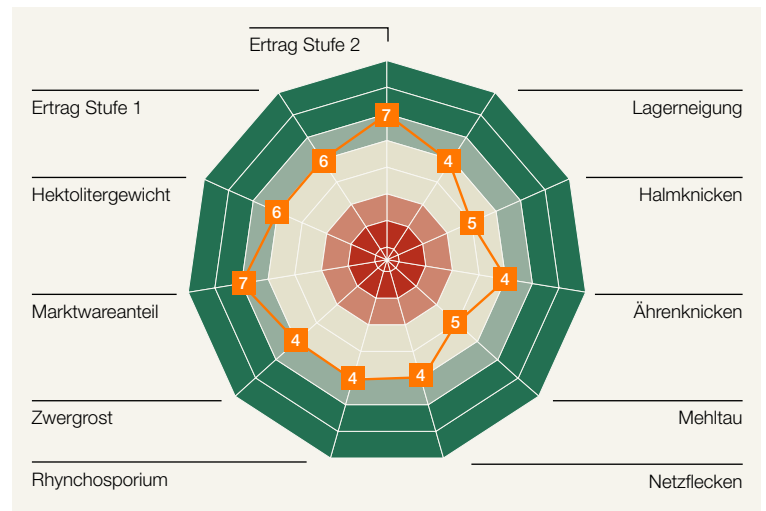 Ertrag Stufe 2
Ertrag Stufe 1
Lagerneigung
7
6
4
Hektolitergewicht
Halmknicken
6
5
7
4
Marktwareanteil
Ährenknicken
4
5
4
4
Zwergrost
Mehltau
Rhynchosporium
Netzflecken